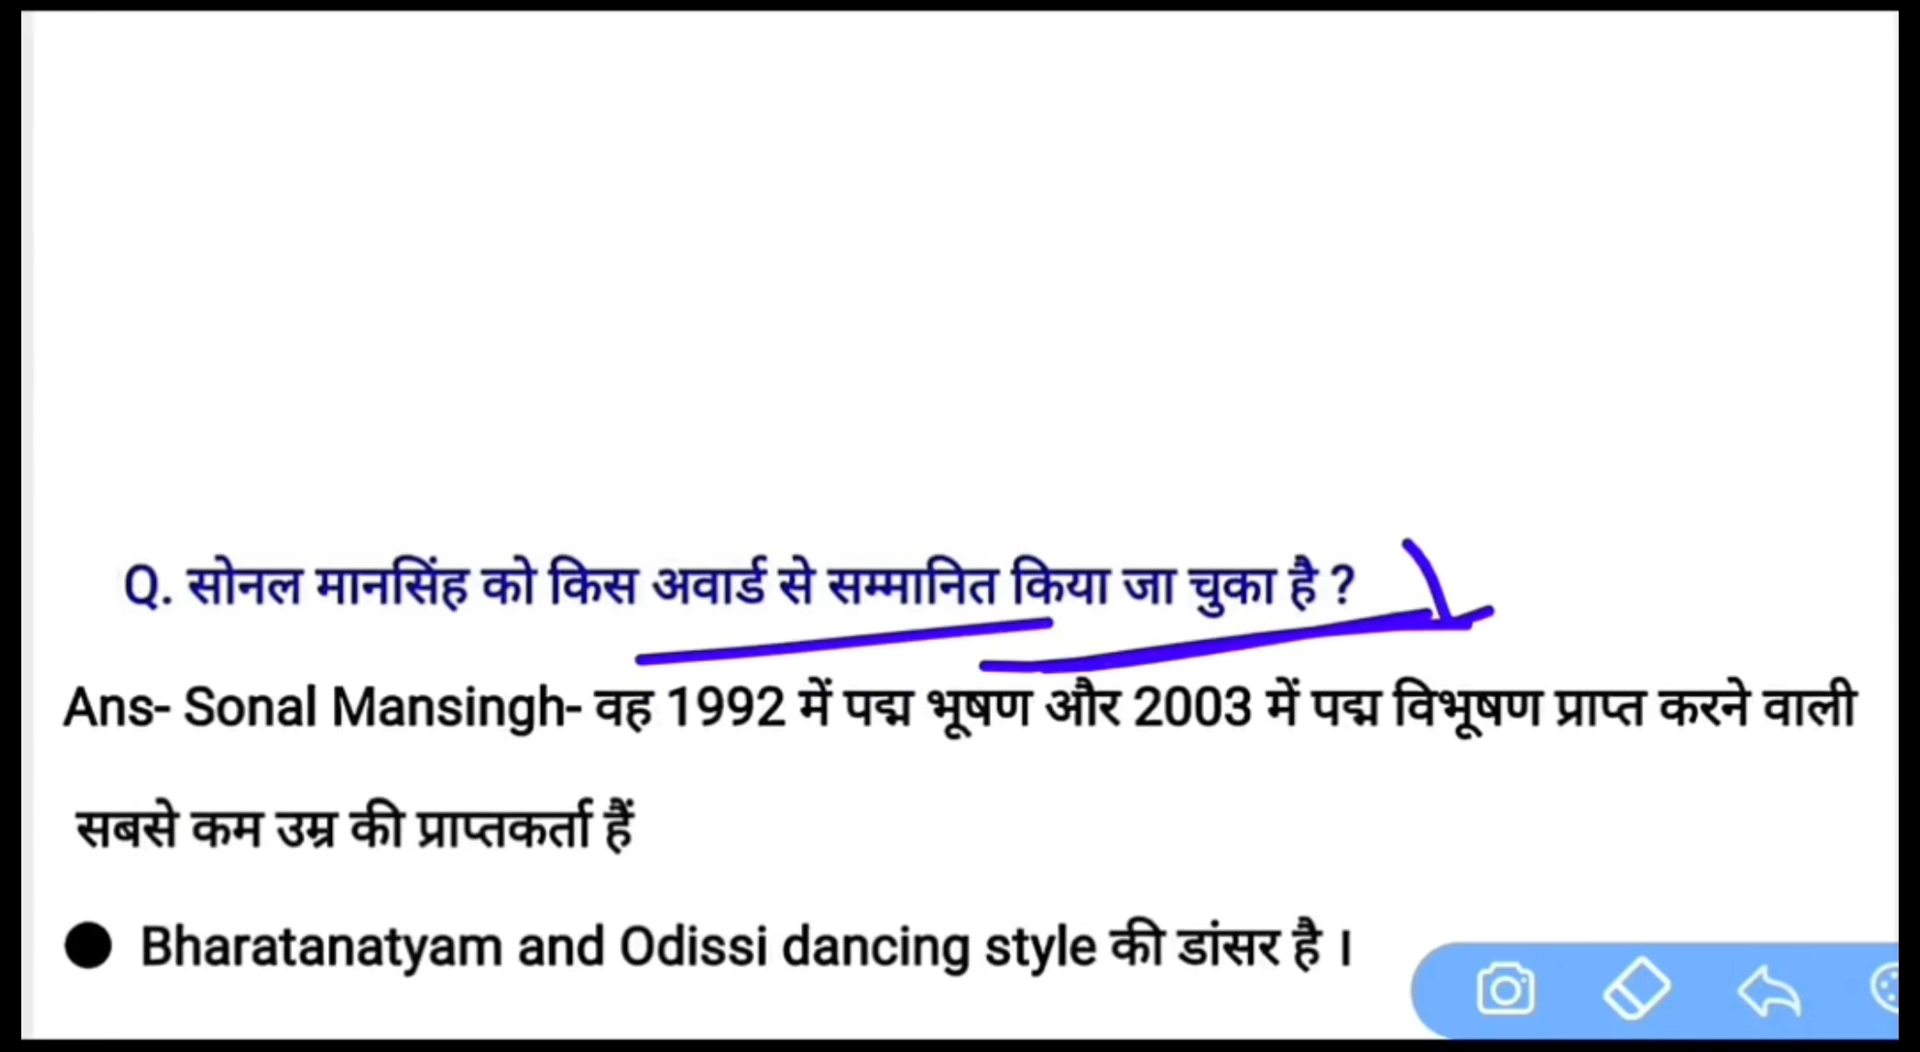 Q. सोनल मानसिंह को किस अवार्ड से सम्मानित किया जा चुका है ?
Ans- Sonal Mansingh- वह 1992 में पद्म भूषण और 2003 में पद्म विभूषण प्राप्त करने वाली
सबसे कम उम्र की प्राप्तकर्ता हैं
● Bharatanatyam and Odissi dancing style की डांसर है ।